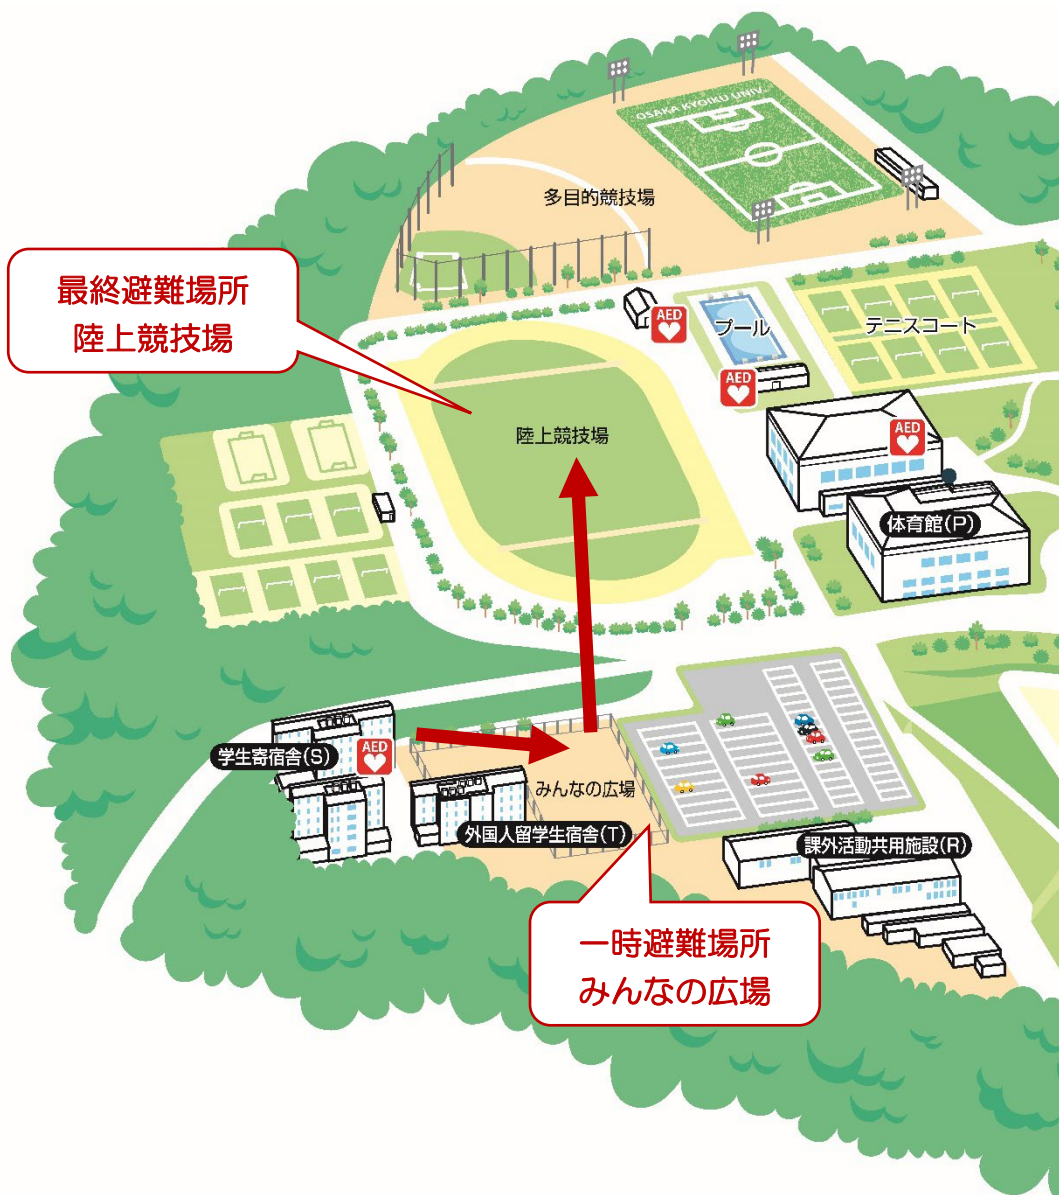 OSAKA KYOIKU UNIV.
多目的競技場
最終避難場所
陸上競技場
AED
プール
テニスコート
AED
陸上競技場
AED
体育館(P)
学生寄宿舎(S)
AED
みんなの広場
外国人留学生宿舎(T)
課外活動共用施設(R)
一時避難場所
みんなの広場